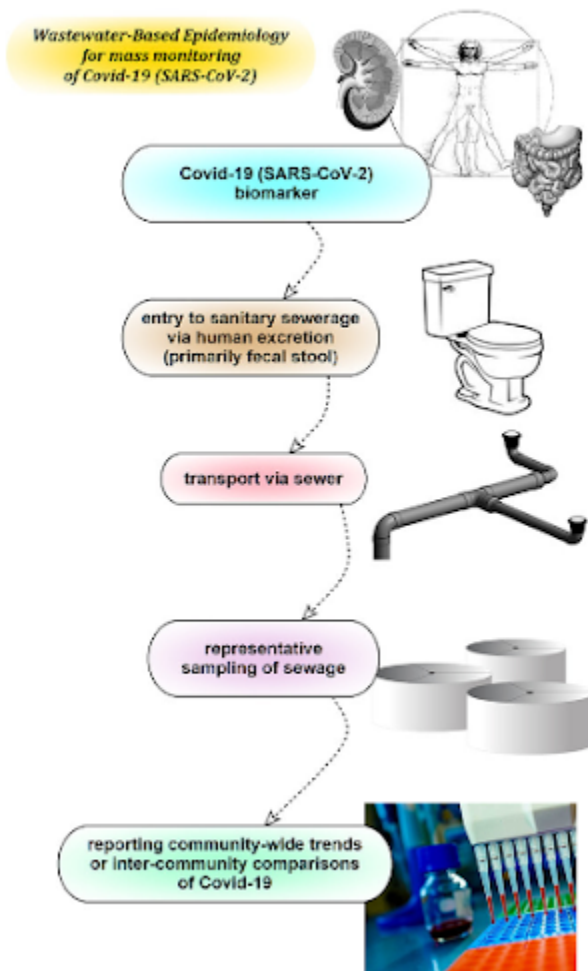 Wastewater-Based Epidemiology
for mass monitoring
of Covid-19 (SARS-CoV-2)
Covid-19 (SARS-CoV-2)
biomarker
entry to sanitary sewerage
via human excretion
(primarily fecal stool)
transport via sewer
representative
sampling of sewage
reporting community-wide trends
or inter-community comparisons
of Covid-19